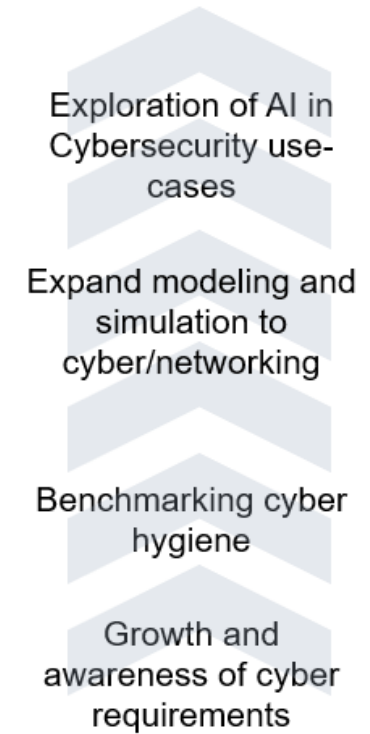 Exploration of AI in
Cybersecurity use-
cases
Expand modeling and
simulation to
cyber/networking
Benchmarking cyber
hygiene
Growth and
awareness of cyber
requirements